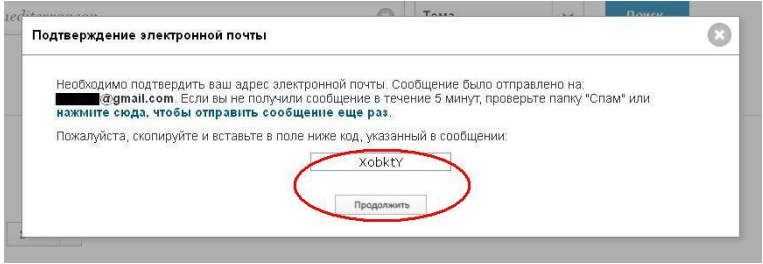 mediterranean Тема Поиск
Подтверждение электронной почты
Необходимо подтвердить ваш адрес электронной почты. Сообщение было отправлено на:
@gmail.com. Если вы не получили сообщение в течение 5 минут, проверьте папку "Спам" или
нажмите сюда, чтобы отправить сообщение еще раз.
Пожалуйста, скопируйте и вставьте в поле ниже код, указанный в сообщении:
XobktY
Продолжить